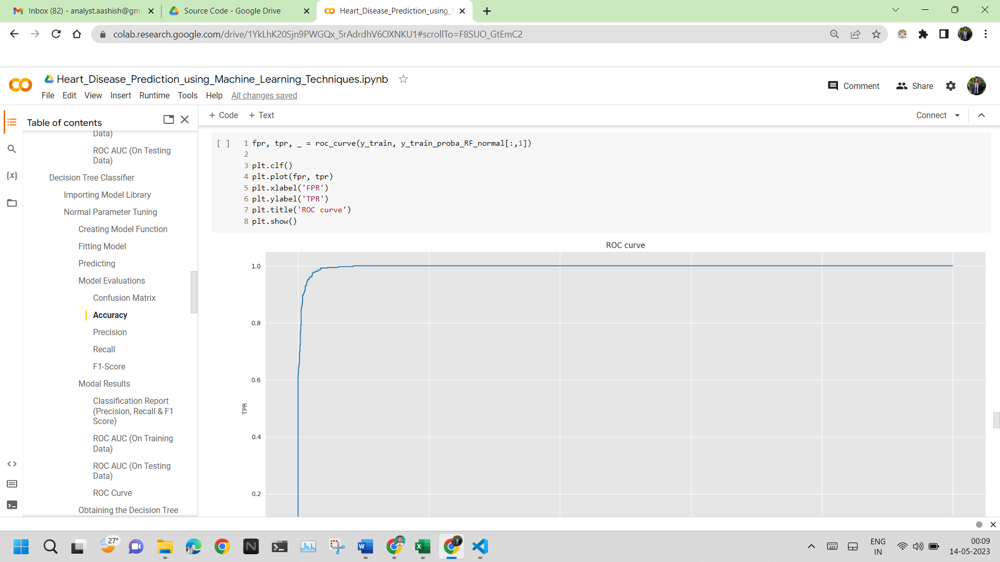 Inbox (82) - analyst.aashish@gm
Source Code - Google Drive
Heart_Disease_Prediction_using_
colab.research.google.com/drive/1YkLhK20Sjn9PWGQx_5rAdrdhV6OXNKU1#scrollTo=F8SUO_GtEmC2
Heart_Disease_Prediction_using_Machine_Learning_Techniques.ipynb
File Edit View Insert Runtime Tools Help All changes saved
Comment
Share
Table of contents
+ Code + Text
Connect
Data)
ROC AUC (On Testing
Data)
Decision Tree Classifier
Importing Model Library
Normal Parameter Tuning
Creating Model Function
Fitting Model
Predicting
Model Evaluations
Confusion Matrix
Accuracy
Precision
Recall
F1-Score
Modal Results
Classification Report
(Precision, Recall & F1
Score)
ROC AUC (On Training
Data)
ROC AUC (On Testing
Data)
ROC Curve
Obtaining the Decision Tree
[ ]
1 fpr, tpr, _ = roc_curve(y_train, y_train_proba_RF_normal[:,1])
2
3 plt.clf()
4 plt.plot(fpr, tpr)
5 plt.xlabel('FPR')
6 plt.ylabel('TPR')
7 plt.title('ROC curve')
8 plt.show()
ROC curve
1.0
0.8
0.6
TPR
0.4
0.2
27°
ENG
IN
00:09
14-05-2023